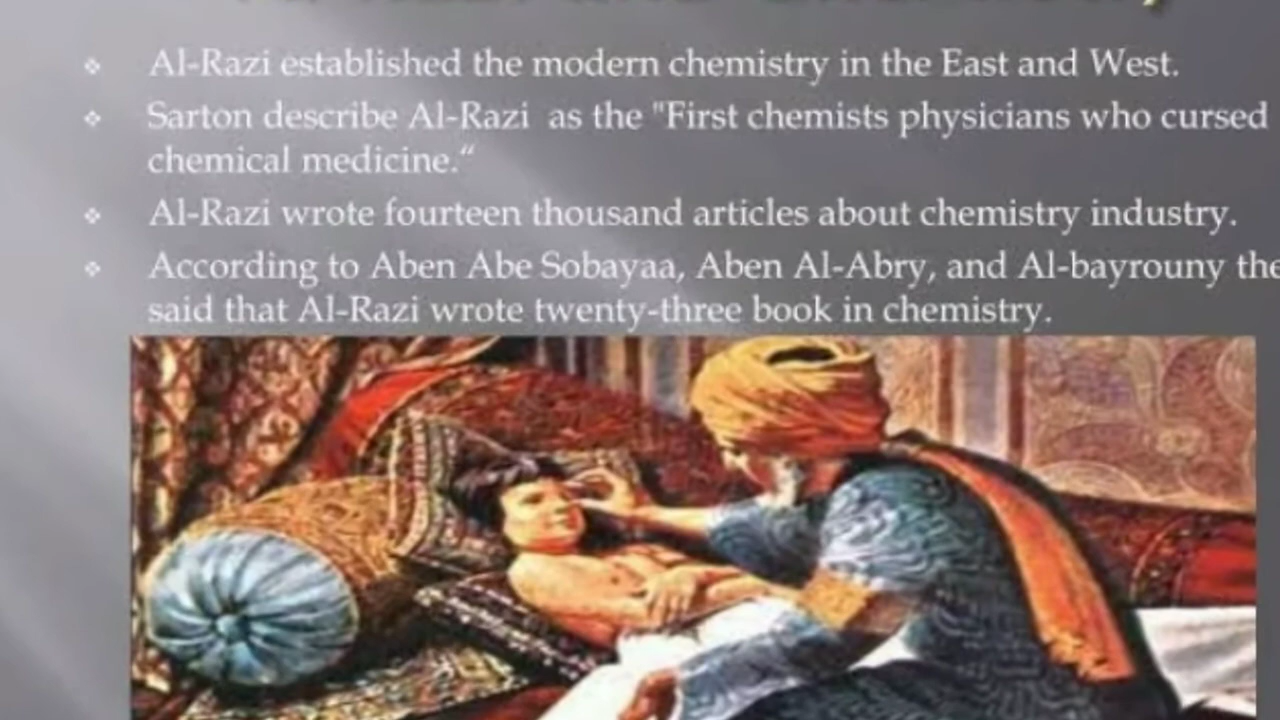 Al-Razi established the modern chemistry in the East and West.
Sarton describe Al-Razi as the "First chemists physicians who cursed
chemical medicine.“
Al-Razi wrote fourteen thousand articles about chemistry industry.
According to Aben Abe Sobayaa, Aben Al-Abry, and Al-bayrouny the
said that Al-Razi wrote twenty-three book in chemistry.